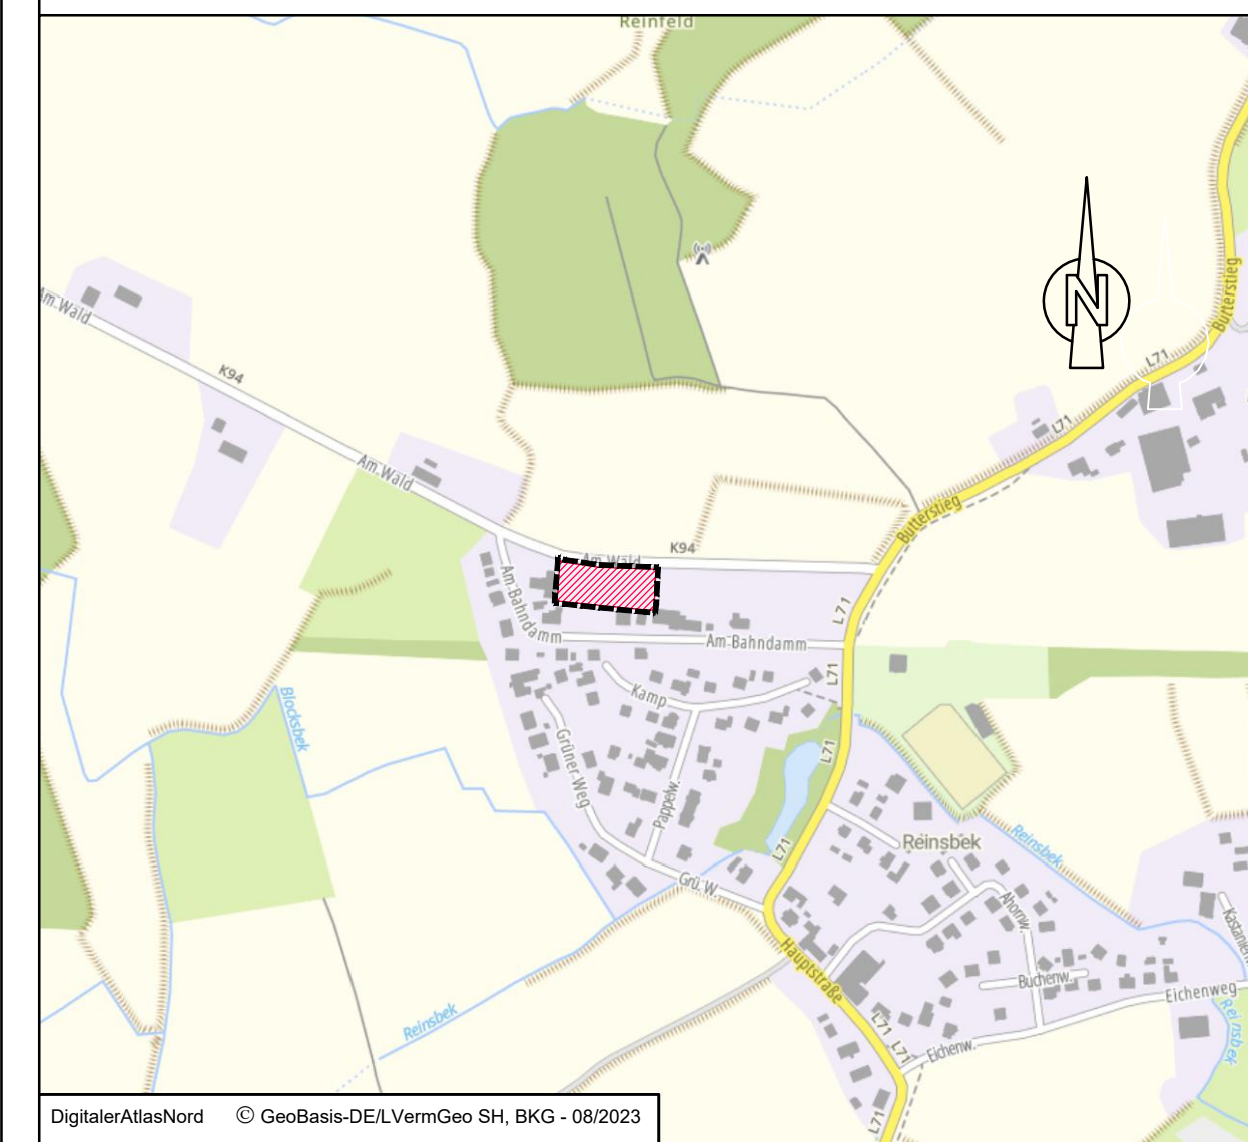 Reinfeld
Am Wald
K94
Am Wald
Am Wald
K94
Butterstieg
L71
L71
Butterstieg
N
L 71
Am Bahndamm
Am Bahndamm
L71
Kamp
Blocksbek
Grüner Weg
L71
Pappelw.
L71
Reinsbek
Reinsbek
Grü. W.
Ahornw.
Hauptstraße
Buchenw.
Eichenweg
Reinsbek
Reinsbek
L71
L71
Eichenw.
L71
DigitalerAtlasNord © GeoBasis-DE/LVermGeo SH, BKG - 08/2023